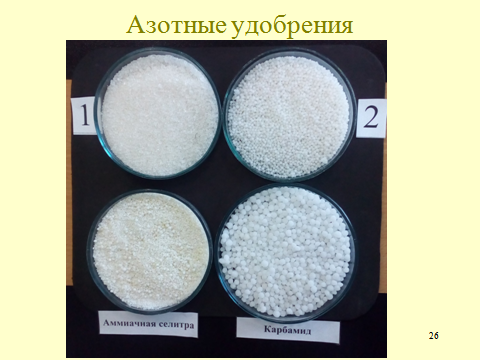 Азотные удобрения
1
2
Аммиачная селитра
Карбамид
26